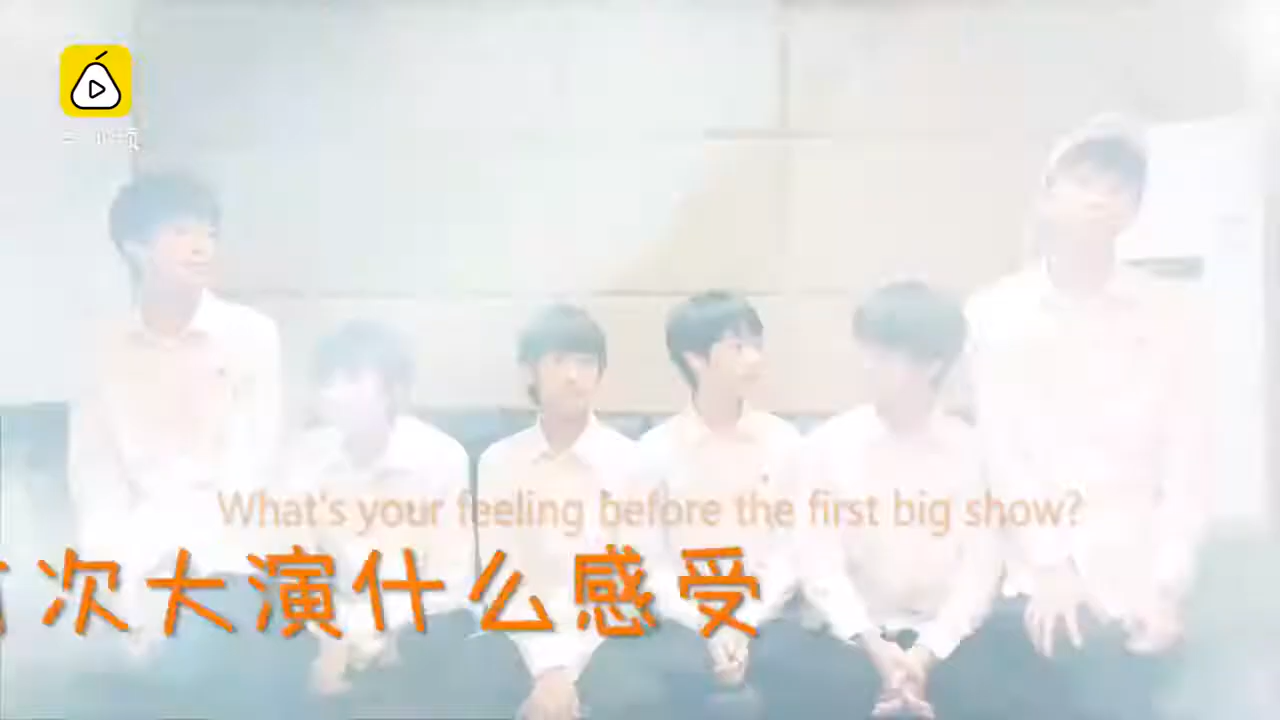 What's your feeling before the first big show?
次大演什么感受